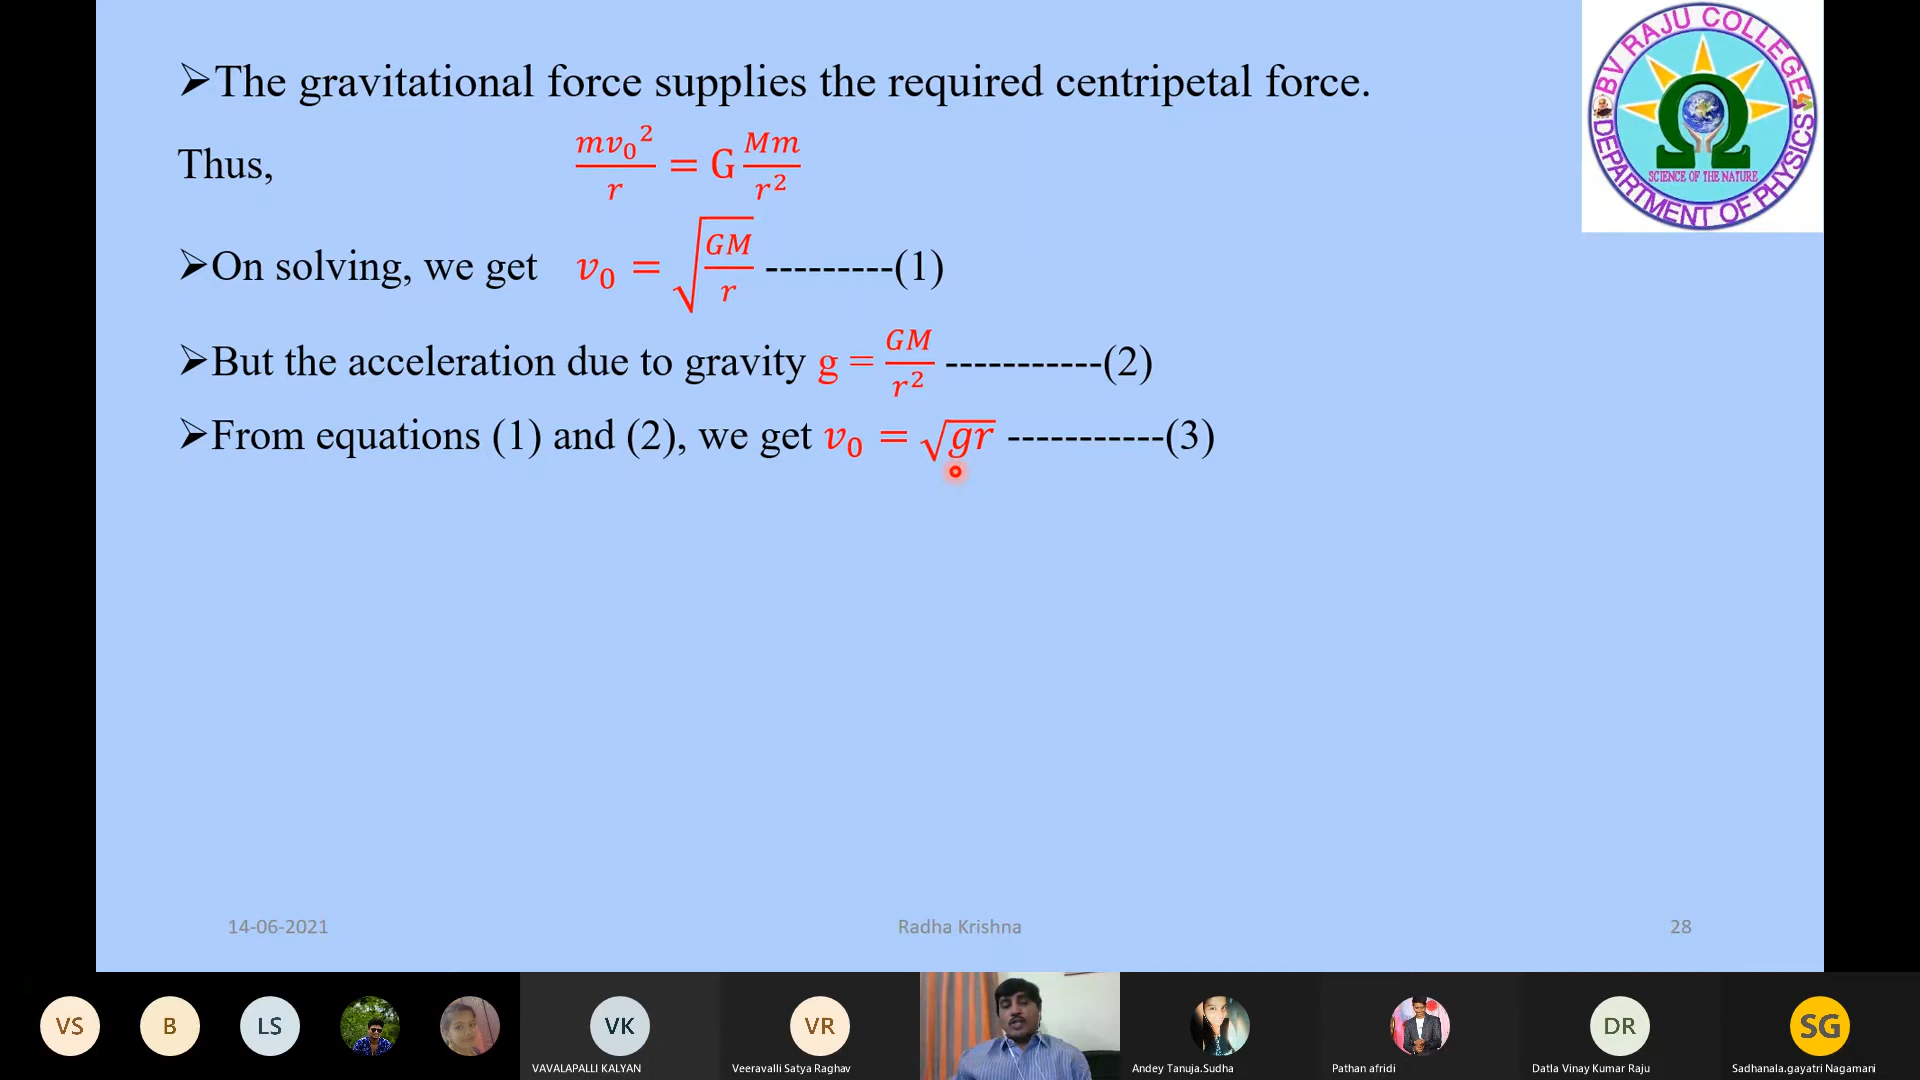 ➢The gravitational force supplies the required centripetal force.
Thus, mv₀²/r = G Mm/r²
➢On solving, we get v₀ = √(GM/r) ---------(1)
➢But the acceleration due to gravity g = GM/r² -----------(2)
➢From equations (1) and (2), we get v₀ = √gr -----------(3)
BV RAJU COLLEGE
SCIENCE OF THE NATURE
DEPARTMENT OF PHYSICS
14-06-2021 Radha Krishna 28
VS B LS VK VR DR SG
VAVALAPALLI KALYAN Veeravalli Satya Raghav Andey Tanuja.Sudha Pathan afridi Datla Vinay Kumar Raju Sadhanala.gayatri Nagamani